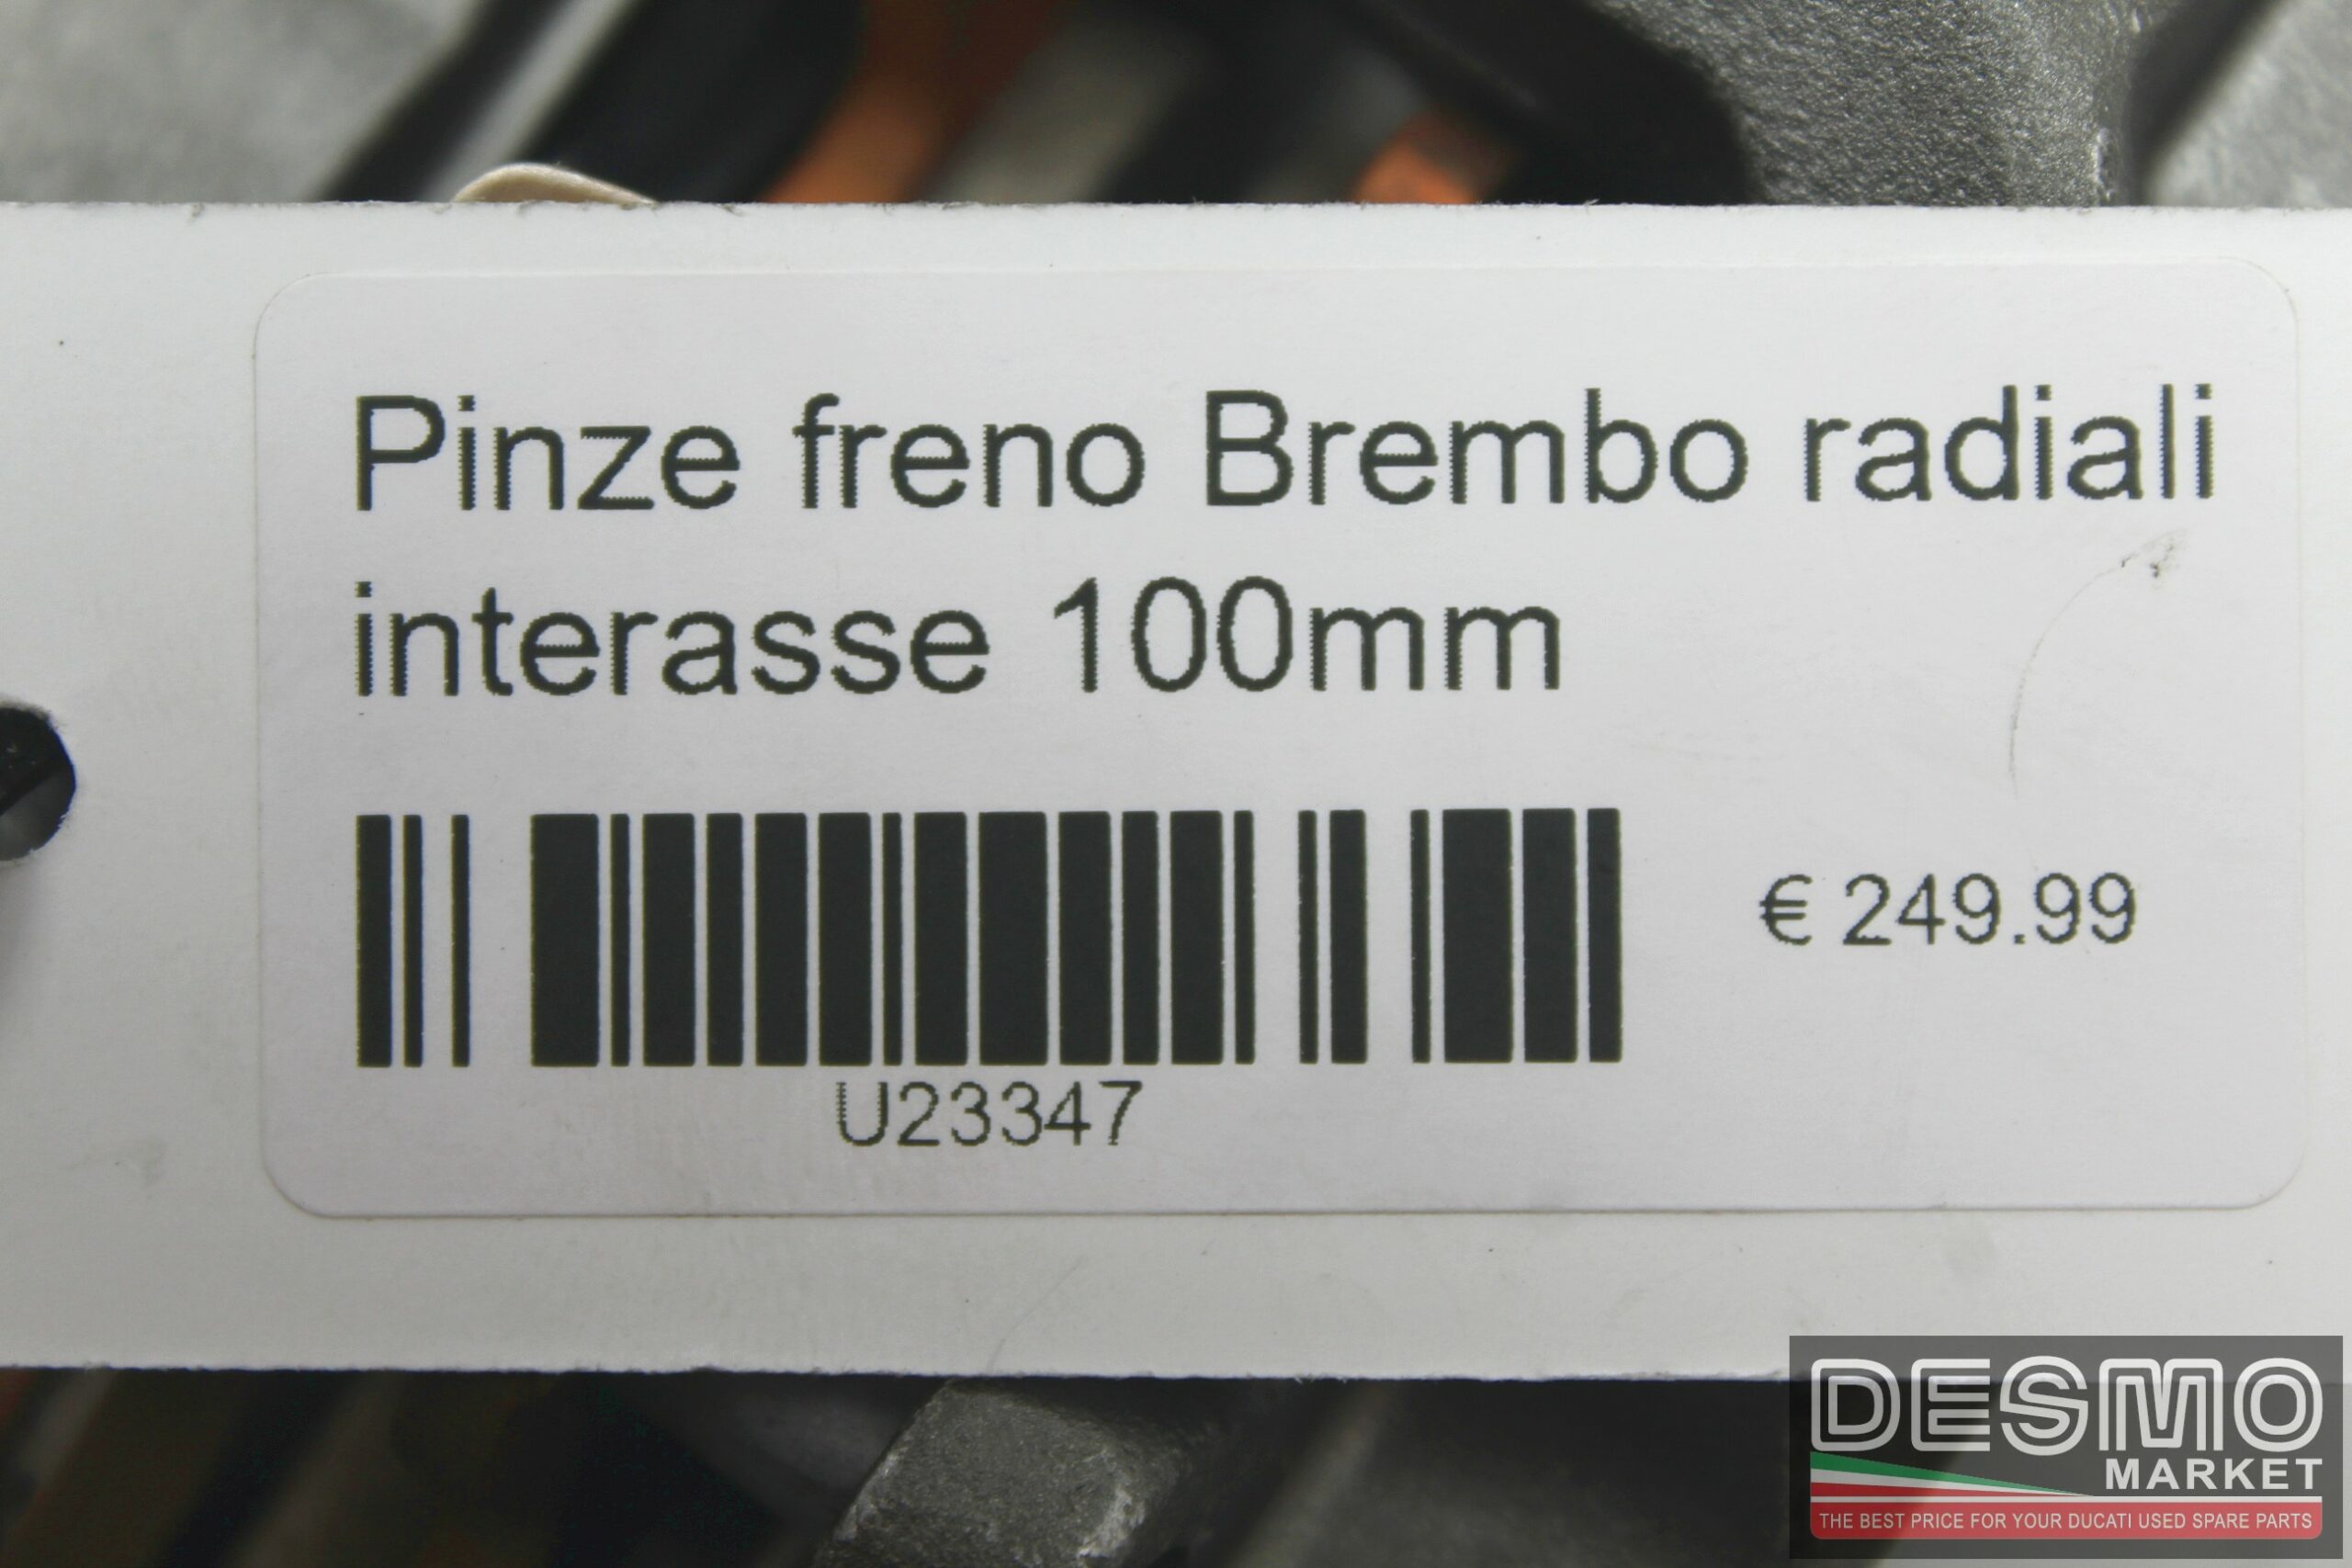 Pinze freno Brembo radiali
interasse 100mm
€ 249.99
U23347
DESMO
MARKET
THE BEST PRICE FOR YOUR DUCATI USED SPARE PARTS